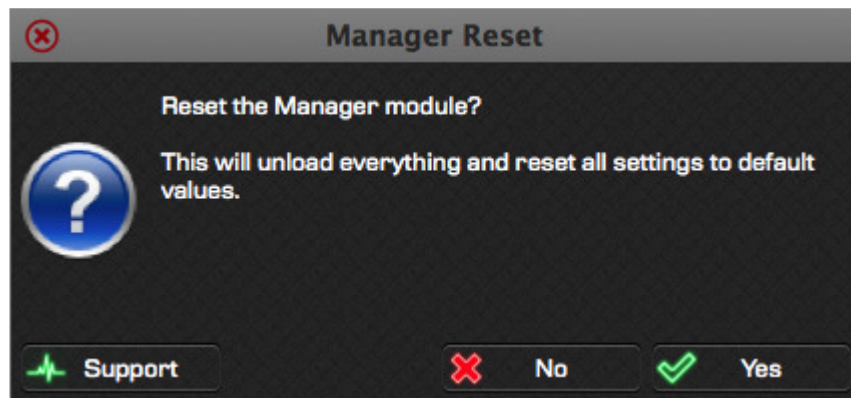 Manager Reset
Reset the Manager module?
This will unload everything and reset all settings to default
values.
?
Support
No
Yes